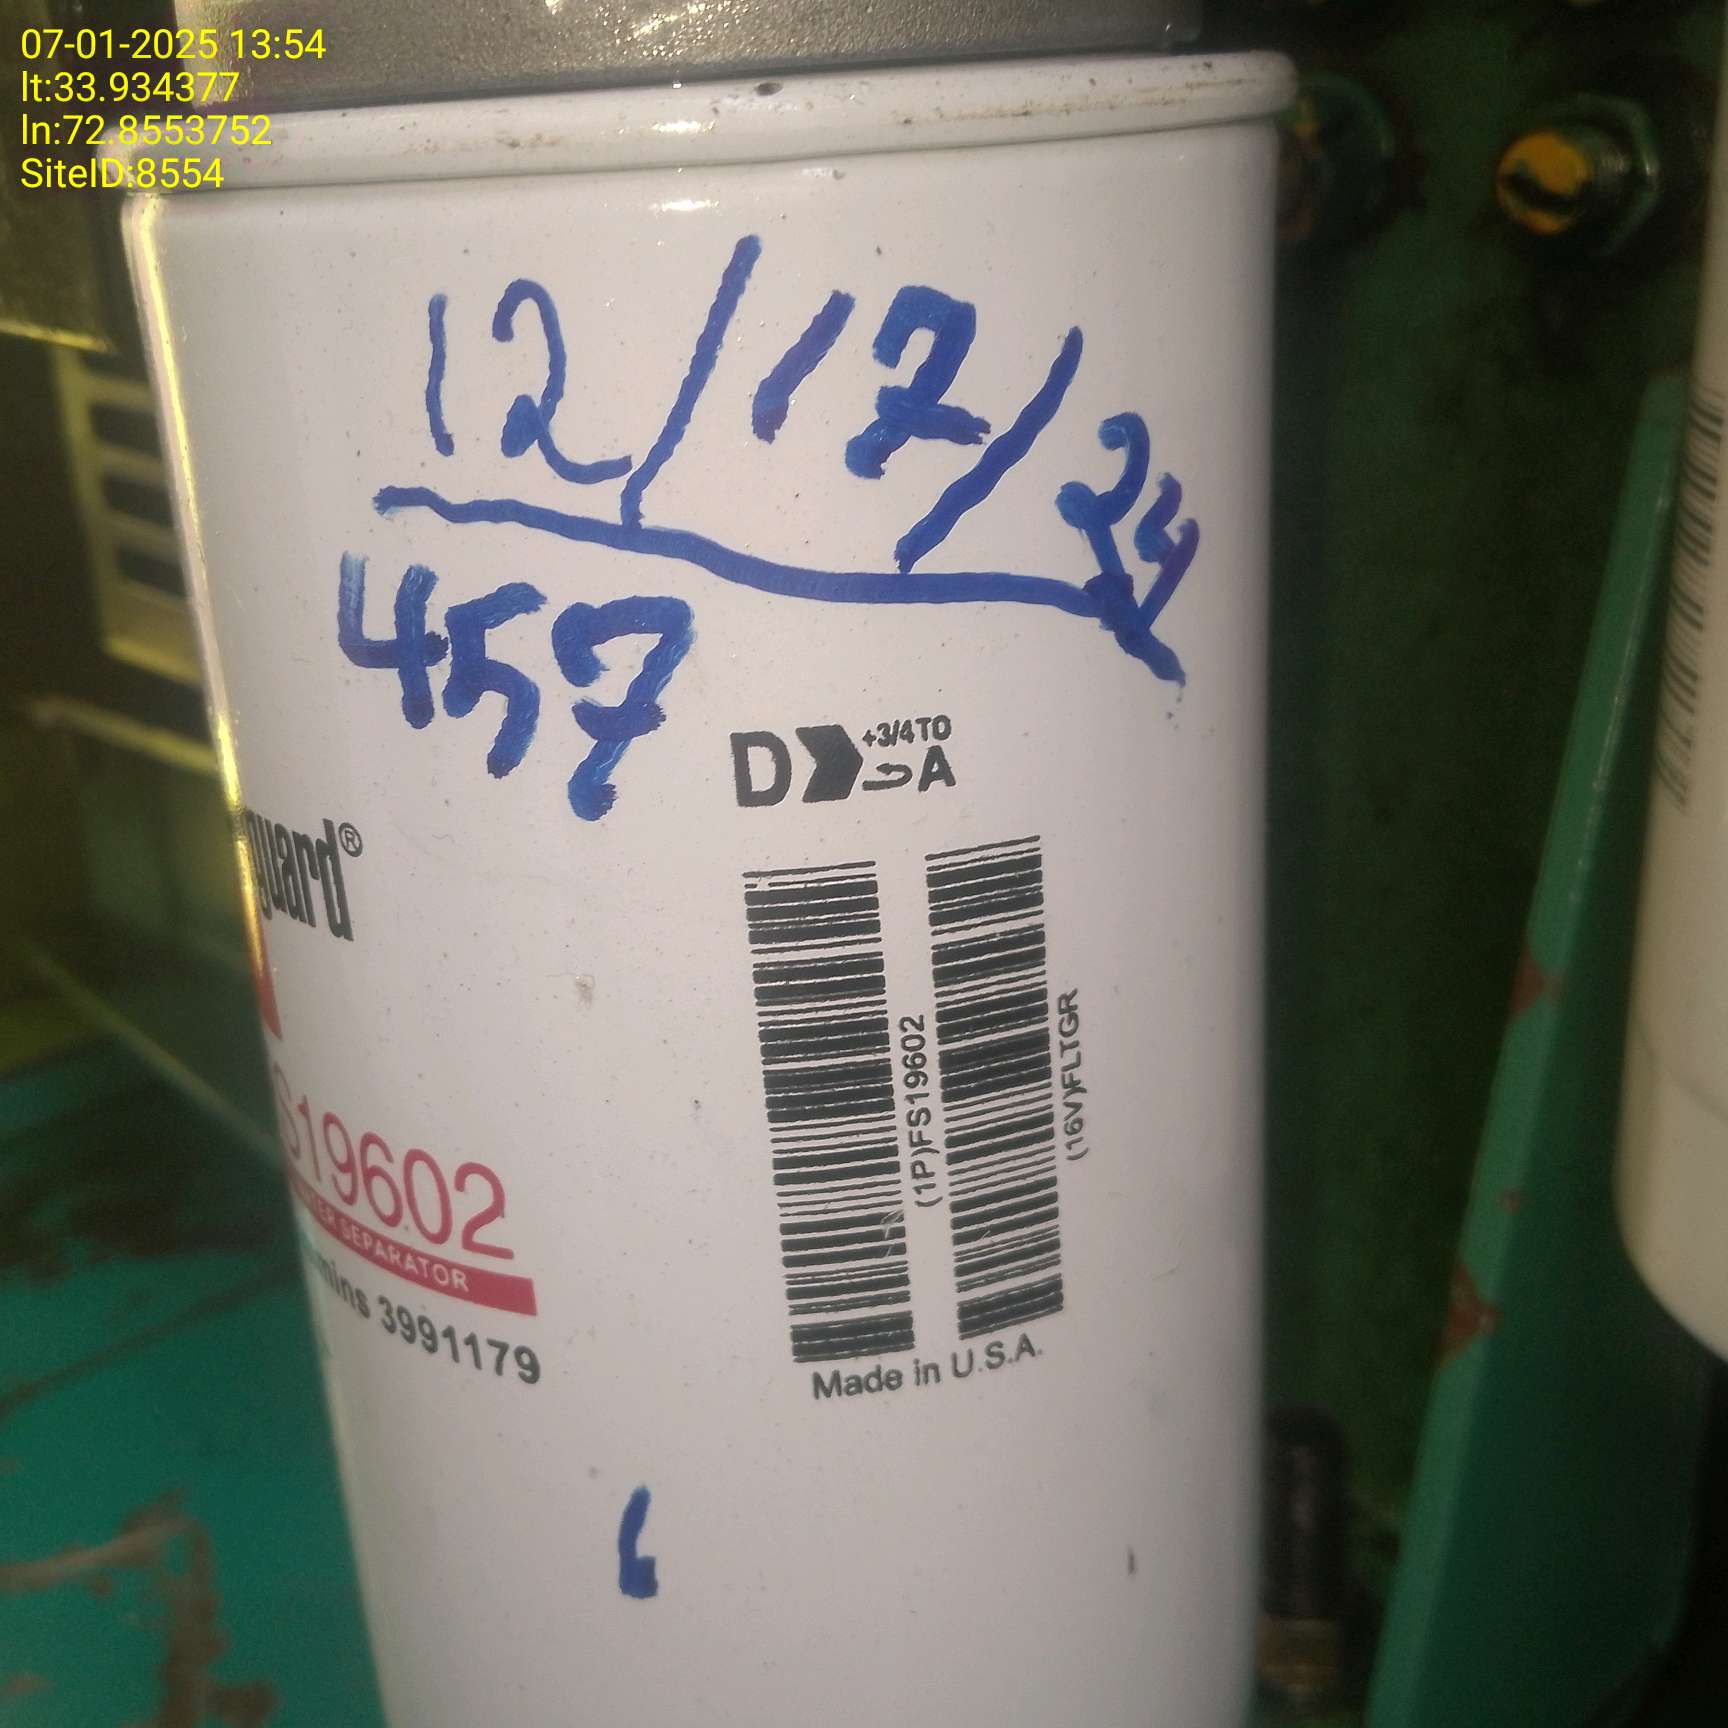 07-01-2025 13:54
lt:33.934377
ln:72.8553752
SiteID:8554
12/17/24
457
D +3/4 TO A
guard®
S19602
ER SEPARATOR
mins 3991179
(1P)FS19602
(16V)FLTGR
Made in U.S.A.